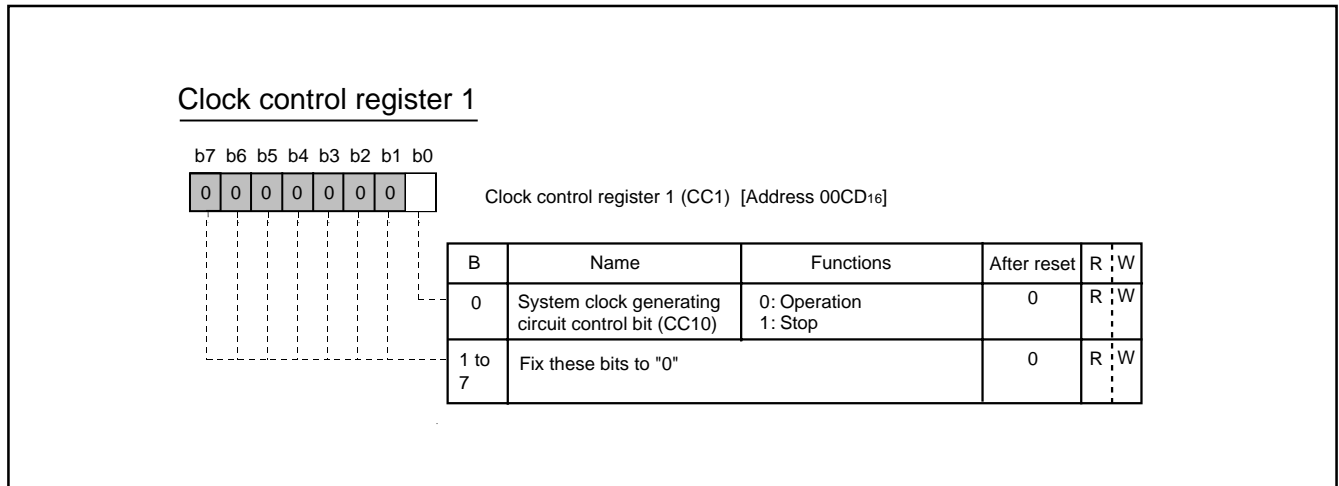 Clock control register 1
b7 b6 b5 b4 b3 b2 b1 b0
0 0 0 0 0 0 0
Clock control register 1 (CC1) [Address 00CD16]
B Name Functions After reset R W
0 System clock generating circuit control bit (CC10) 0: Operation 1: Stop 0 R W
1 to 7 Fix these bits to "0" 0 R W